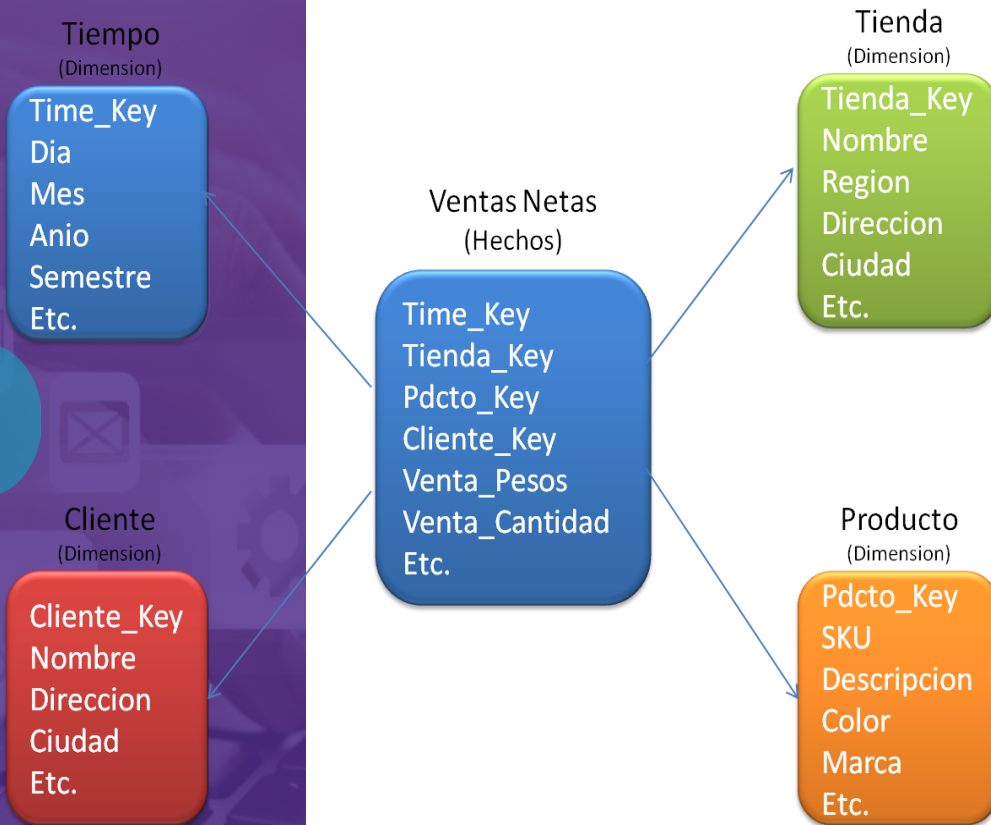 Tiempo
(Dimension)
Time_Key
Dia
Mes
Anio
Semestre
Etc.
Tienda
(Dimension)
Tienda_Key
Nombre
Region
Direccion
Ciudad
Etc.
Ventas Netas
(Hechos)
Time_Key
Tienda_Key
Pdcto_Key
Cliente_Key
Venta_Pesos
Venta_Cantidad
Etc.
Cliente
(Dimension)
Cliente_Key
Nombre
Direccion
Ciudad
Etc.
Producto
(Dimension)
Pdcto_Key
SKU
Descripcion
Color
Marca
Etc.